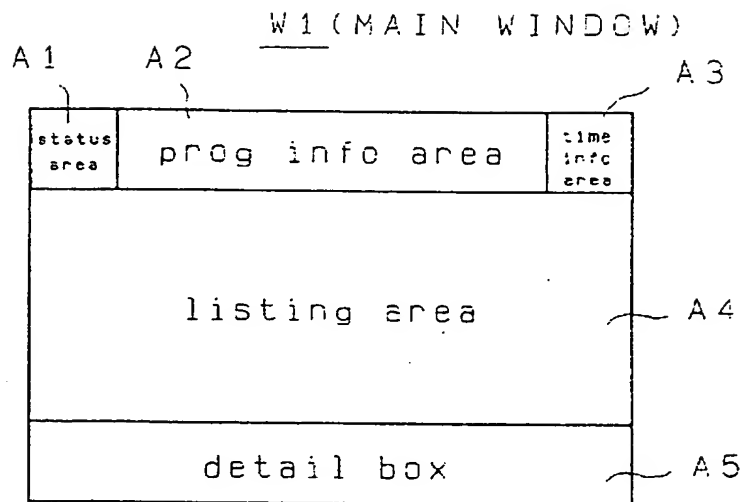 W1(MAIN WINDOW)
A1
A2
A3
status
area
prog info area
time
info
area
listing area
A4
detail box
A5